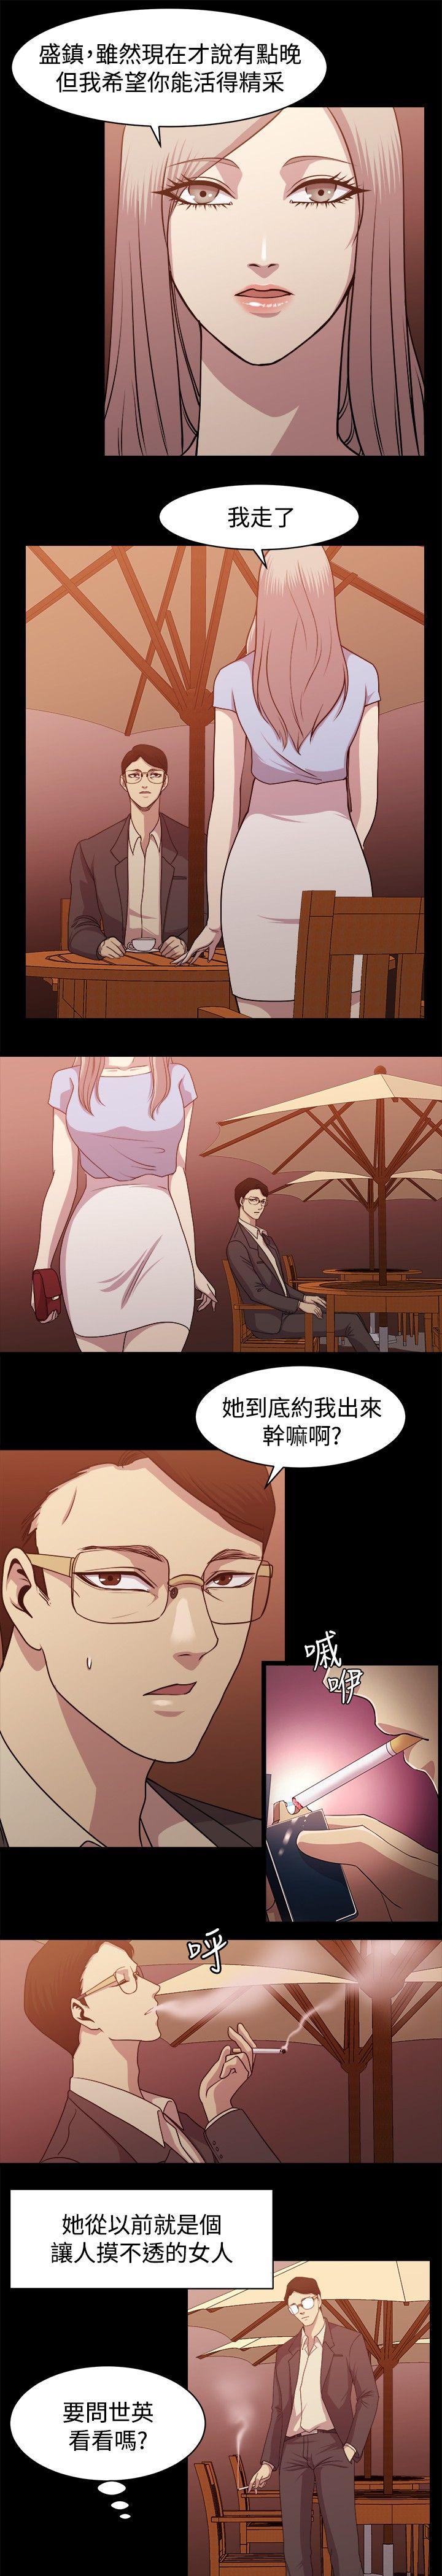 盛鎮，雖然現在才說有點晚
但我希望你能活得精采
我走了
她到底約我出來
幹嘛啊?
嘁
咿
呼
她從以前就是個
讓人摸不透的女人
要問世英
看看嗎?